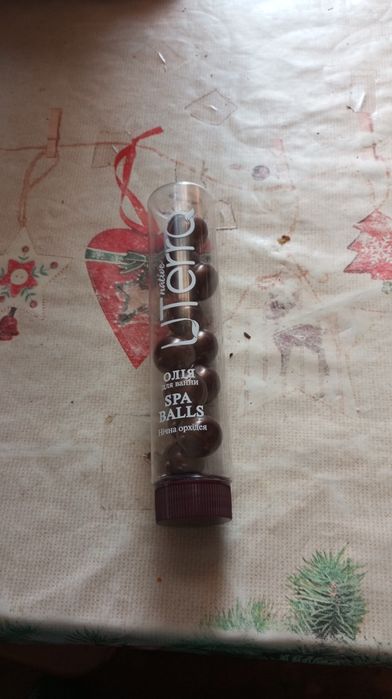 native
UTerra
ОЛІЯ
для ванни
SPA
BALLS
Нічна орхідея